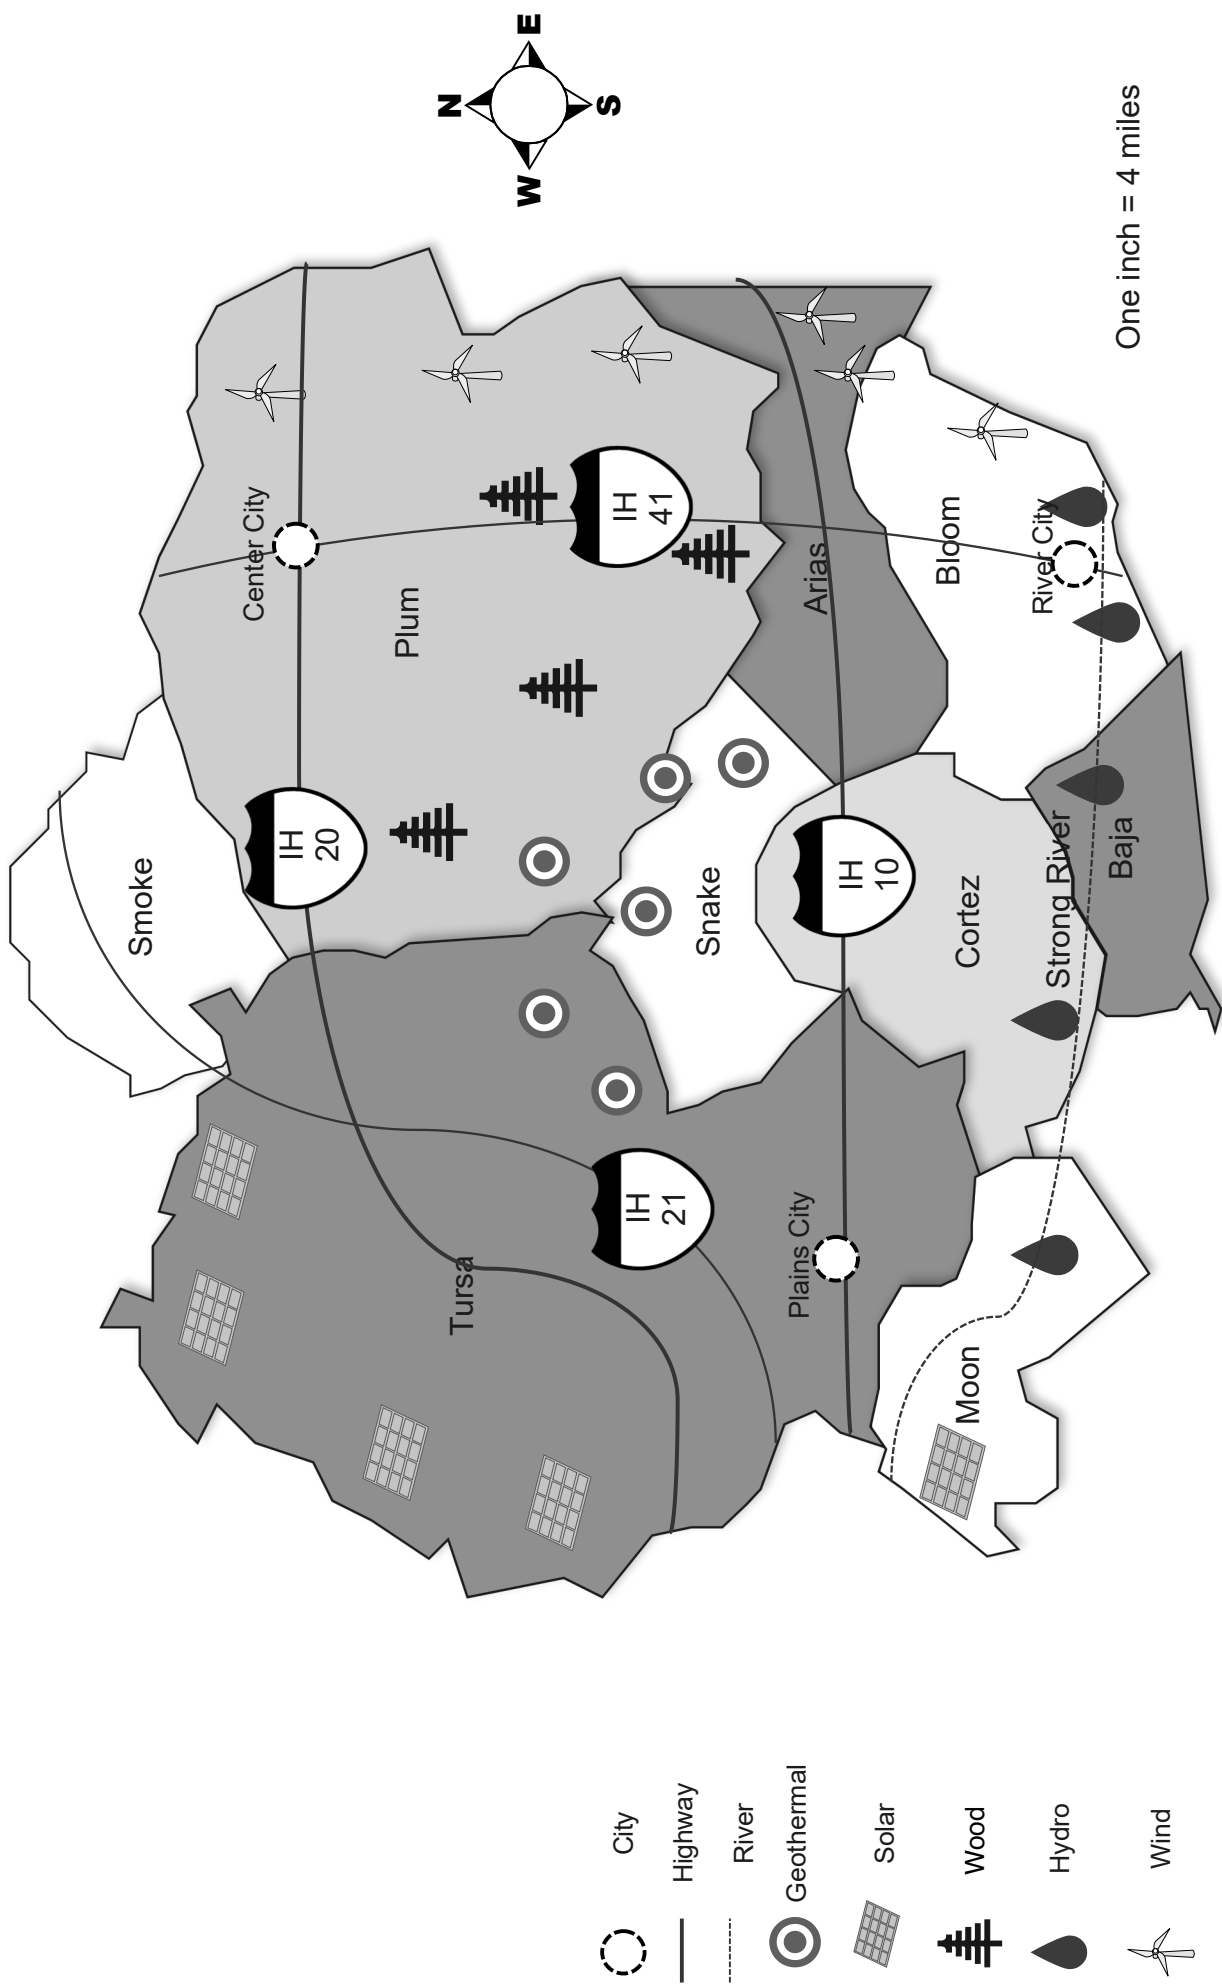 N
W
E
S
Smoke
Center City
IH
20
Plum
IH
41
Tursa
IH
21
Snake
Arias
Plains City
IH
10
Bloom
Cortez
River City
Strong River
Moon
Baja
One inch = 4 miles
City
Highway
River
Geothermal
Solar
Wood
Hydro
Wind